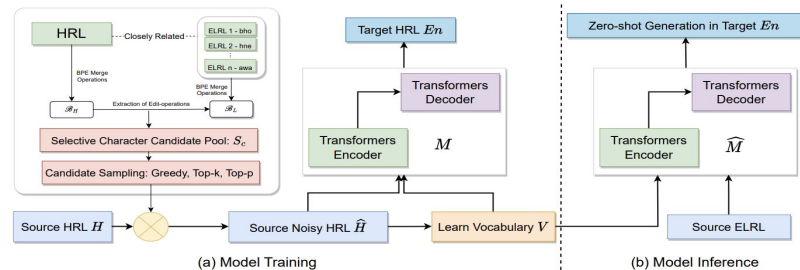 HRL
Closely Related
ELRL 1 - bho
ELRL 2 - hne
ELRL n - awa
BPE Merge
Operations
BPE Merge
Operations
ℬ_H
Extraction of Edit-operations
ℬ_L
Selective Character Candidate Pool: S_c
Candidate Sampling: Greedy, Top-k, Top-p
Source HRL H
Source Noisy HRL Ĥ
Learn Vocabulary V
Target HRL En
Transformers
Decoder
Transformers
Encoder
M
(a) Model Training
Zero-shot Generation in Target En
Transformers
Decoder
Transformers
Encoder
M̂
Source ELRL
(b) Model Inference